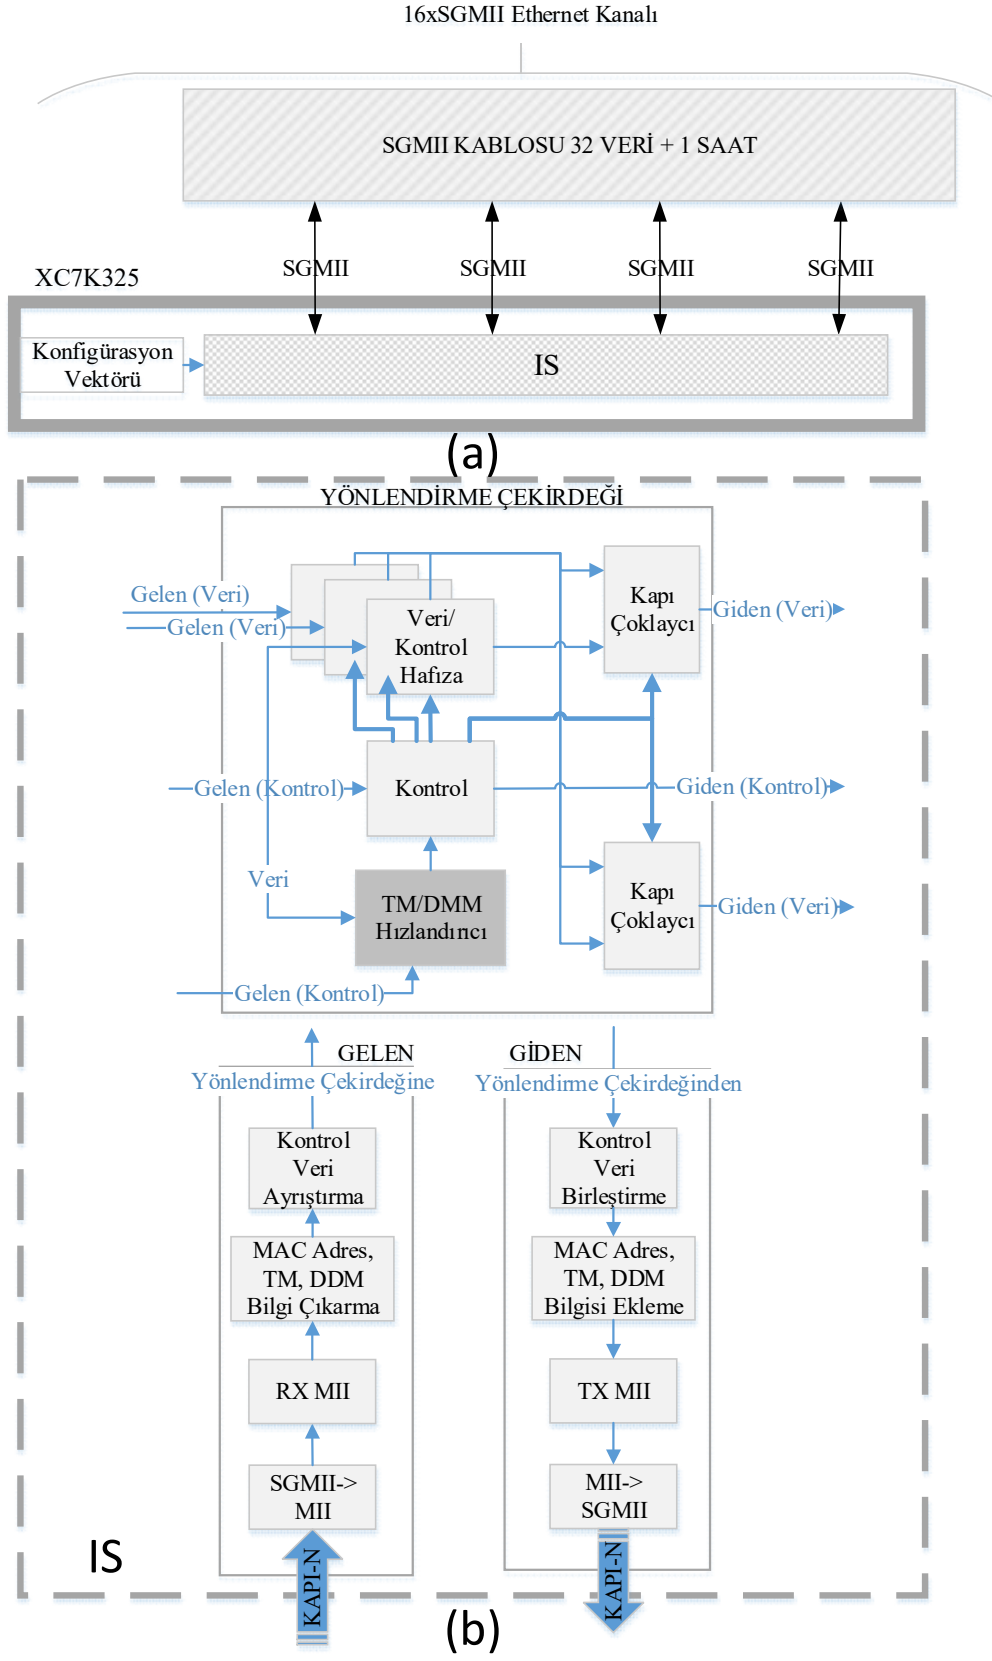 16xSGMII Ethernet Kanalı
SGMII KABLOSU 32 VERİ + 1 SAAT
SGMII
SGMII
SGMII
SGMII
XC7K325
Konfigürasyon
Vektörü
IS
(a)
YÖNLENDİRME ÇEKİRDEĞİ
Gelen (Veri)
Gelen (Veri)
Veri/
Kontrol
Hafıza
Kapı
Çoklaycı
Giden (Veri)
Gelen (Kontrol)
Kontrol
Giden (Kontrol)
Veri
TM/DMM
Hızlandırıcı
Kapı
Çoklaycı
Giden (Veri)
Gelen (Kontrol)
GELEN
Yönlendirme Çekirdeğine
Kontrol
Veri
Ayrıştırma
MAC Adres,
TM, DDM
Bilgi Çıkarma
RX MII
SGMII->
MII
KAPI-N
GİDEN
Yönlendirme Çekirdeğinden
Kontrol
Veri
Birleştirme
MAC Adres,
TM, DDM
Bilgisi Ekleme
TX MII
MII->
SGMII
KAPI-N
IS
(b)